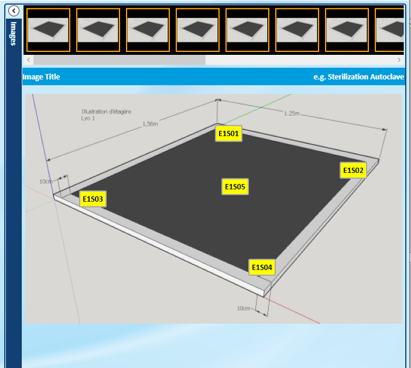 Images
Image Title
e.g. Sterilization Autoclave
Illustration d'étagère
Lyo 1
1.56m
1.25m
E1S01
E1S02
10cm
E1S05
E1S03
E1S04
10cm